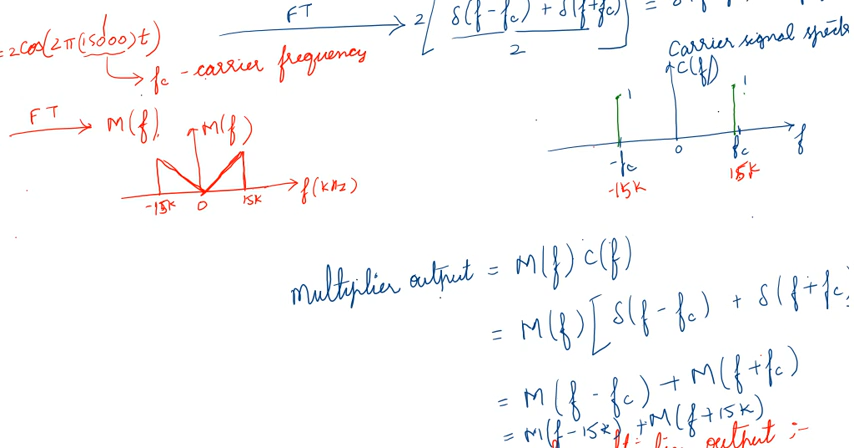 FT 2[ δ(f-fc) + δ(f+fc) / 2 ] =
=2cos(2π(15000)t)
fc - carrier frequency
Carrier signal
C(f)
1 1
-fc 0 fc f
-15K 15K
FT M(f)
M(f)
-15K 0 15K f(kHz)
Multiplier output = M(f) C(f)
= M(f)[ δ(f-fc) + δ(f+fc)
= M(f-fc) + M(f+fc)
= M(f-15K) + M(f+15K)
output :-